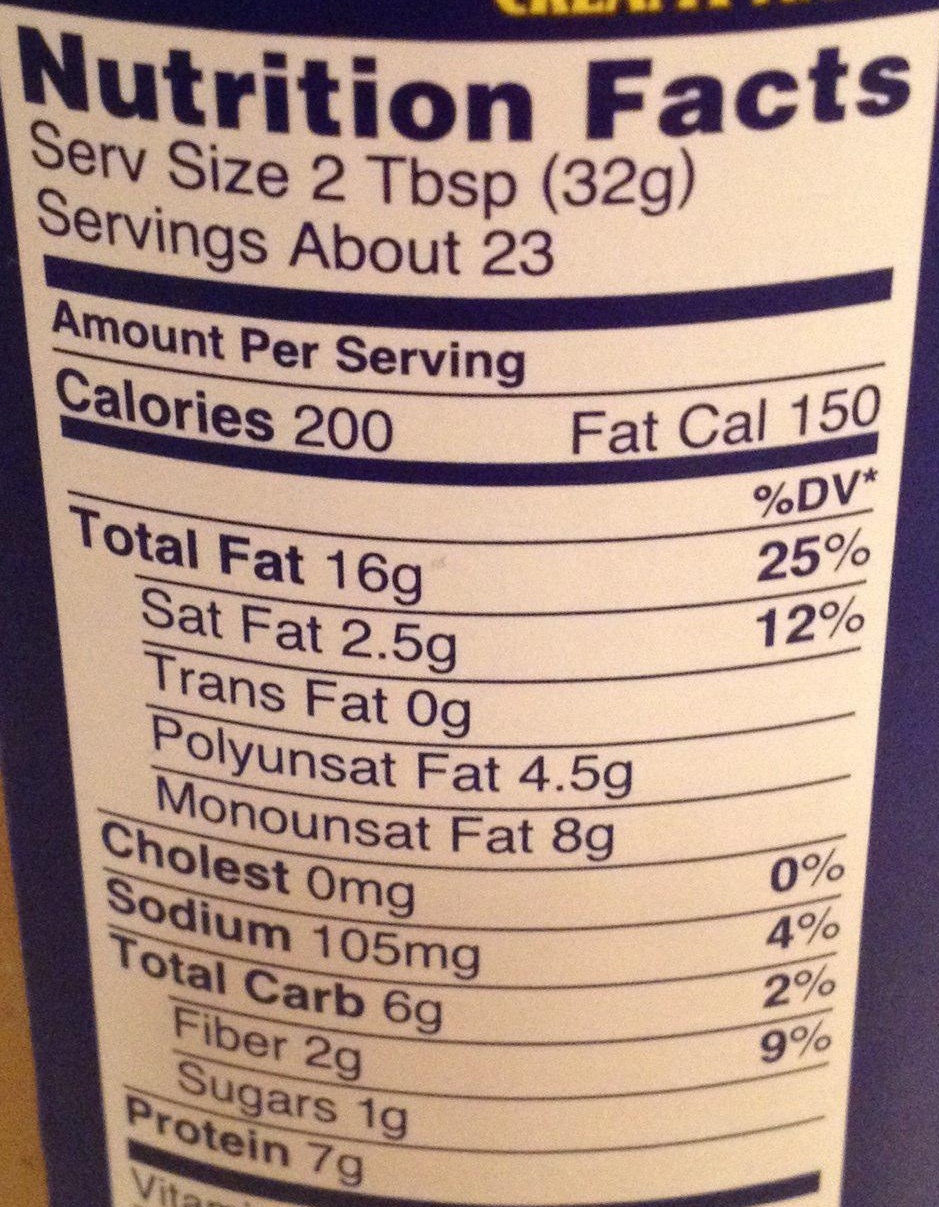 Nutrition Facts
Serv Size 2 Tbsp (32g)
Servings About 23
Amount Per Serving
Calories 200 Fat Cal 150
%DV*
Total Fat 16g 25%
Sat Fat 2.5g 12%
Trans Fat 0g
Polyunsat Fat 4.5g
Monounsat Fat 8g
Cholest 0mg 0%
Sodium 105mg 4%
Total Carb 6g 2%
Fiber 2g 9%
Sugars 1g
Protein 7g